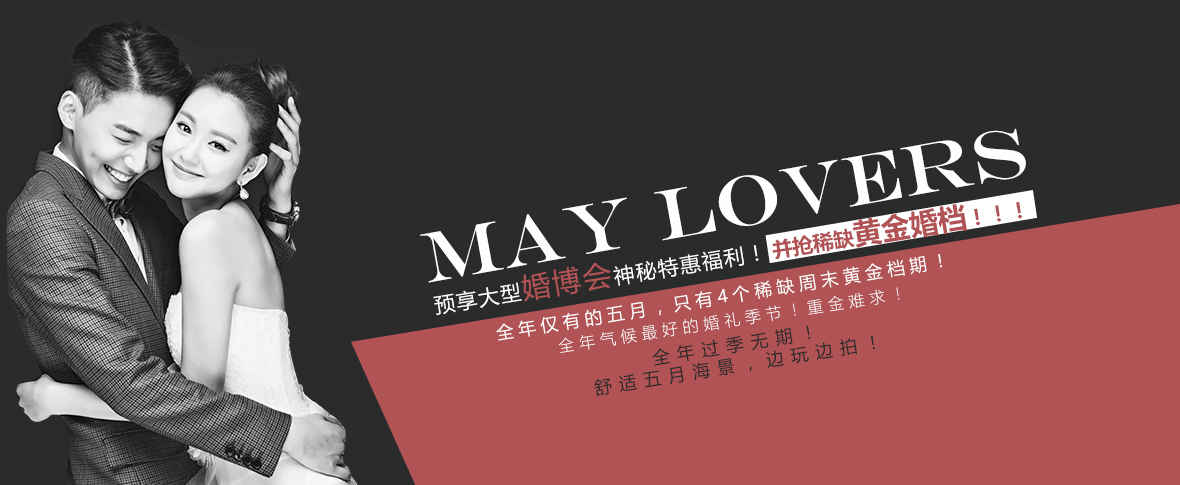 MAY LOVERS
预享大型婚博会神秘特惠福利！并抢稀缺黄金婚档！！！
全年仅有的五月，只有4个稀缺周末黄金档期！
全年气候最好的婚礼季节！重金难求！
全年过季无期！
舒适五月海景，边玩边拍！